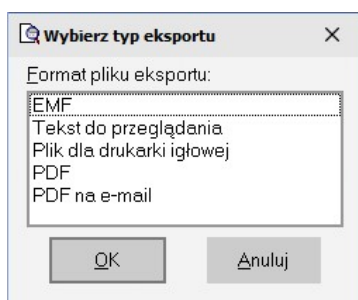 Wybierz typ eksportu
Format pliku eksportu:
EMF
Tekst do przeglądania
Plik dla drukarki igłowej
PDF
PDF na e-mail
OK Anuluj